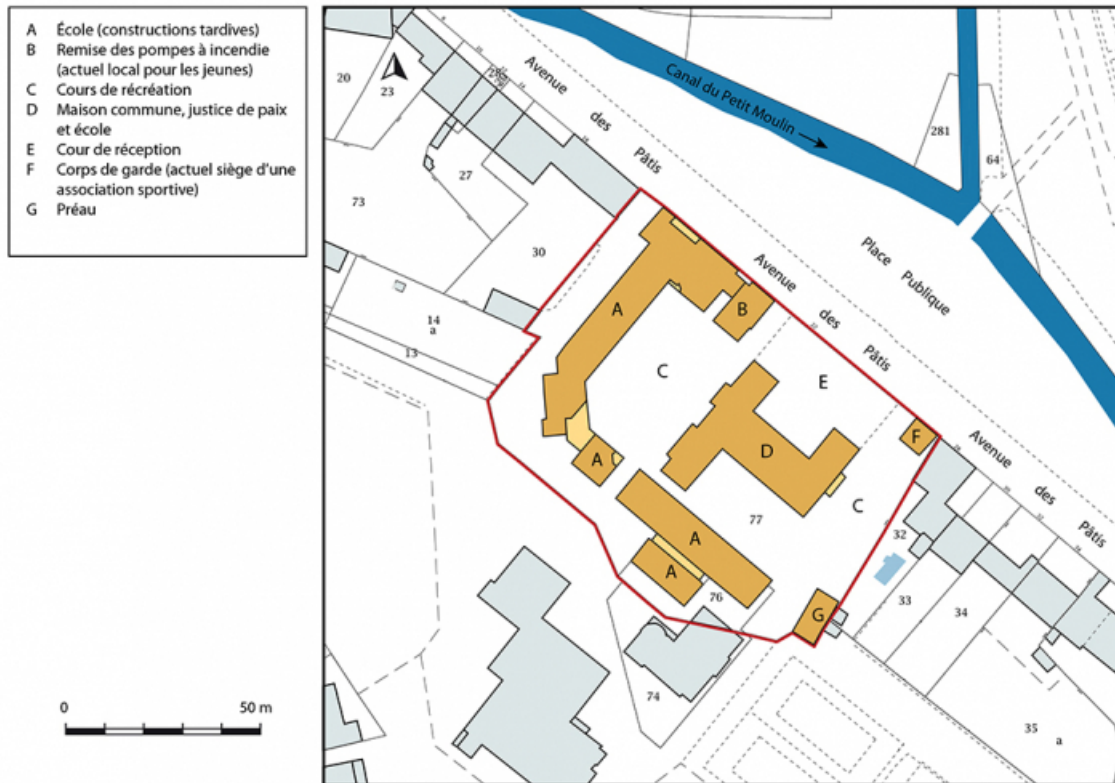 A École (constructions tardives)
B Remise des pompes à incendie
(actuel local pour les jeunes)
C Cours de récréation
D Maison commune, justice de paix
et école
E Cour de réception
F Corps de garde (actuel siège d'une
association sportive)
G Préau
0 50 m
20
23
27
73
30
14
a
13
Avenue
des
Pâtis
Canal du Petit Moulin
281
64
Place
Publique
Avenue
des
Pâtis
A
B
C
E
D
F
A
A
A
77
C
76
G
74
32
33
34
35
a
Avenue
des
Pâtis